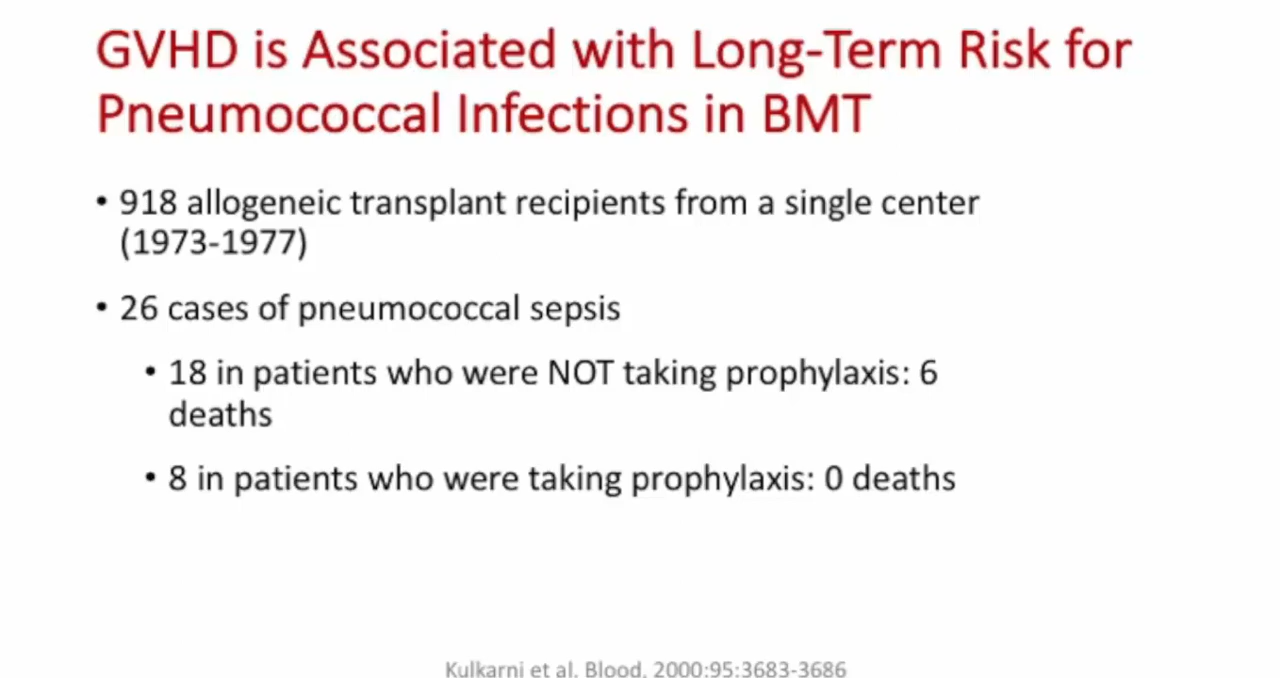 GVHD is Associated with Long-Term Risk for
Pneumococcal Infections in BMT
• 918 allogeneic transplant recipients from a single center
(1973-1977)
• 26 cases of pneumococcal sepsis
• 18 in patients who were NOT taking prophylaxis: 6
deaths
• 8 in patients who were taking prophylaxis: 0 deaths
Kulkarni et al. Blood. 2000:95:3683-3686